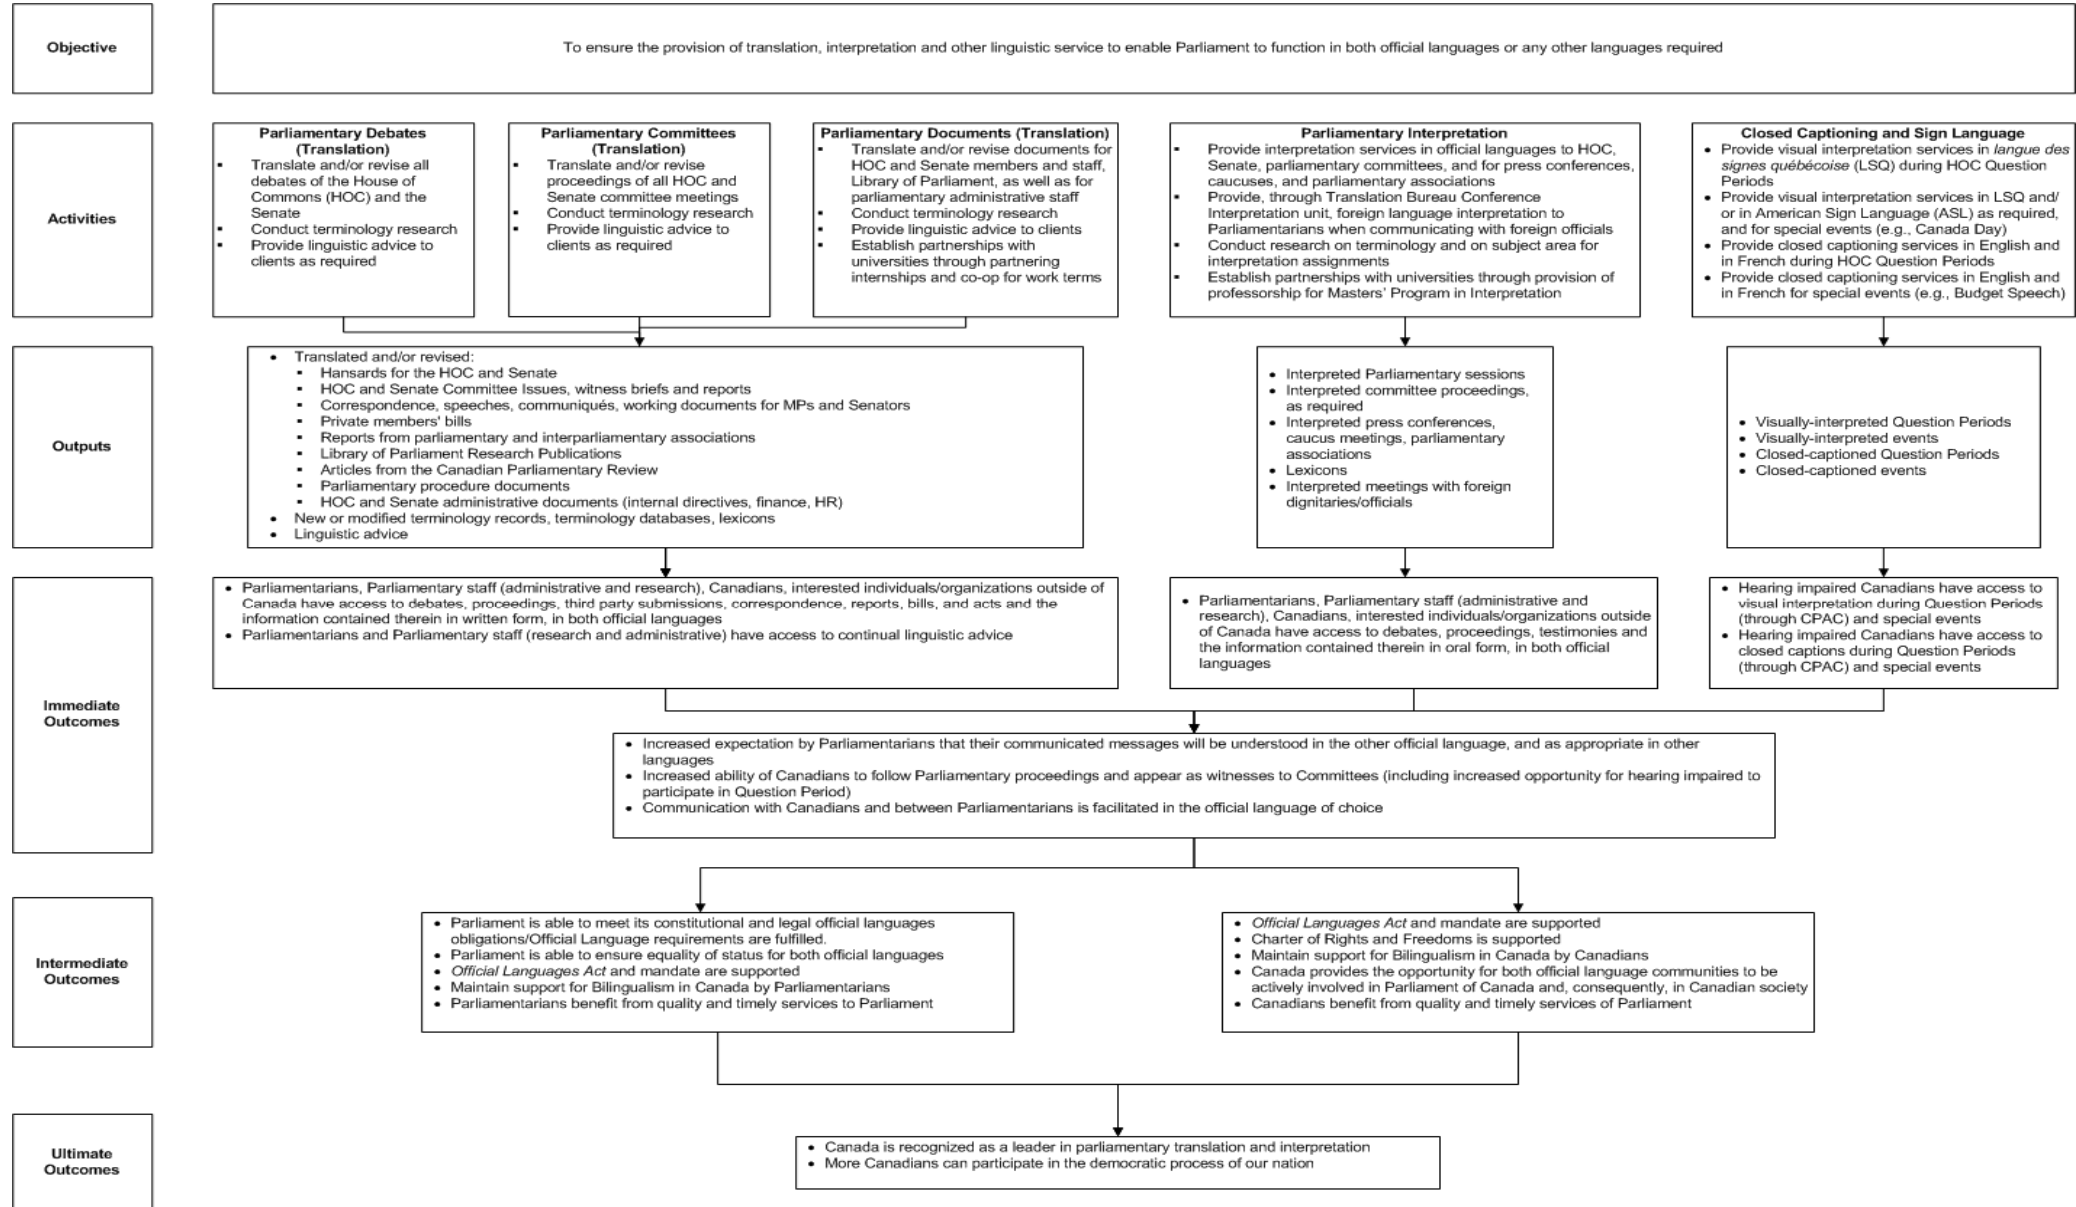 Objective
To ensure the provision of translation, interpretation and other linguistic service to enable Parliament to function in both official languages or any other languages required
Activities
Parliamentary Debates
(Translation)
▪ Translate and/or revise all
debates of the House of
Commons (HOC) and the
Senate
▪ Conduct terminology research
▪ Provide linguistic advice to
clients as required
Parliamentary Committees
(Translation)
▪ Translate and/or revise
proceedings of all HOC and
Senate committee meetings
▪ Conduct terminology research
▪ Provide linguistic advice to
clients as required
Parliamentary Documents (Translation)
▪ Translate and/or revise documents for
HOC and Senate members and staff,
Library of Parliament, as well as for
parliamentary administrative staff
▪ Conduct terminology research
▪ Provide linguistic advice to clients
▪ Establish partnerships with
universities through partnering
internships and co-op for work terms
Parliamentary Interpretation
▪ Provide interpretation services in official languages to HOC,
Senate, parliamentary committees, and for press conferences,
caucuses, and parliamentary associations
▪ Provide, through Translation Bureau Conference
Interpretation unit, foreign language interpretation to
Parliamentarians when communicating with foreign officials
▪ Conduct research on terminology and on subject area for
interpretation assignments
▪ Establish partnerships with universities through provision of
professorship for Masters' Program in Interpretation
Closed Captioning and Sign Language
• Provide visual interpretation services in langue des
signes québécoise (LSQ) during HOC Question
Periods
• Provide visual interpretation services in LSQ and/
or in American Sign Language (ASL) as required,
and for special events (e.g., Canada Day)
• Provide closed captioning services in English and
in French during HOC Question Periods
• Provide closed captioning services in English and
in French for special events (e.g., Budget Speech)
Outputs
• Translated and/or revised:
▪ Hansards for the HOC and Senate
▪ HOC and Senate Committee Issues, witness briefs and reports
▪ Correspondence, speeches, communiqués, working documents for MPs and Senators
▪ Private members' bills
▪ Reports from parliamentary and interparliamentary associations
▪ Library of Parliament Research Publications
▪ Articles from the Canadian Parliamentary Review
▪ Parliamentary procedure documents
▪ HOC and Senate administrative documents (internal directives, finance, HR)
• New or modified terminology records, terminology databases, lexicons
• Linguistic advice
• Interpreted Parliamentary sessions
• Interpreted committee proceedings,
as required
• Interpreted press conferences,
caucus meetings, parliamentary
associations
• Lexicons
• Interpreted meetings with foreign
dignitaries/officials
• Visually-interpreted Question Periods
• Visually-interpreted events
• Closed-captioned Question Periods
• Closed-captioned events
Immediate
Outcomes
• Parliamentarians, Parliamentary staff (administrative and research), Canadians, interested individuals/organizations outside of
Canada have access to debates, proceedings, third party submissions, correspondence, reports, bills, and acts and the
information contained therein in written form, in both official languages
• Parliamentarians and Parliamentary staff (research and administrative) have access to continual linguistic advice
• Parliamentarians, Parliamentary staff (administrative and
research), Canadians, interested individuals/organizations outside
of Canada have access to debates, proceedings, testimonies and
the information contained therein in oral form, in both official
languages
• Hearing impaired Canadians have access to
visual interpretation during Question Periods
(through CPAC) and special events
• Hearing impaired Canadians have access to
closed captions during Question Periods
(through CPAC) and special events
• Increased expectation by Parliamentarians that their communicated messages will be understood in the other official language, and as appropriate in other
languages
• Increased ability of Canadians to follow Parliamentary proceedings and appear as witnesses to Committees (including increased opportunity for hearing impaired to
participate in Question Period)
• Communication with Canadians and between Parliamentarians is facilitated in the official language of choice
Intermediate
Outcomes
• Parliament is able to meet its constitutional and legal official languages
obligations/Official Language requirements are fulfilled.
• Parliament is able to ensure equality of status for both official languages
• Official Languages Act and mandate are supported
• Maintain support for Bilingualism in Canada by Parliamentarians
• Parliamentarians benefit from quality and timely services to Parliament
• Official Languages Act and mandate are supported
• Charter of Rights and Freedoms is supported
• Maintain support for Bilingualism in Canada by Canadians
• Canada provides the opportunity for both official language communities to be
actively involved in Parliament of Canada and, consequently, in Canadian society
• Canadians benefit from quality and timely services of Parliament
Ultimate
Outcomes
• Canada is recognized as a leader in parliamentary translation and interpretation
• More Canadians can participate in the democratic process of our nation